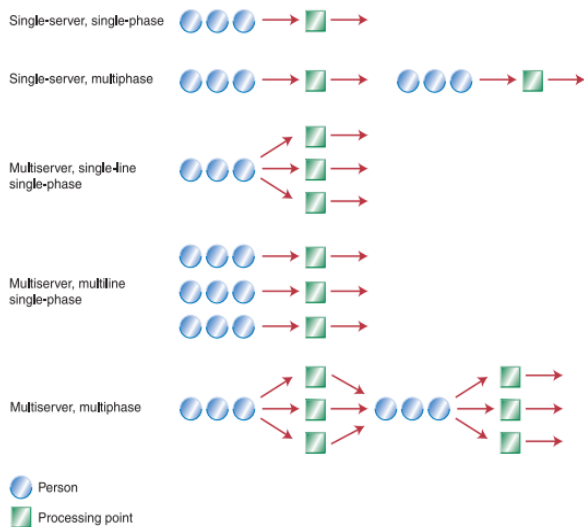 Single-server, single-phase
Single-server, multiphase
Multiserver, single-line
single-phase
Multiserver, multiline
single-phase
Multiserver, multiphase
Person
Processing point